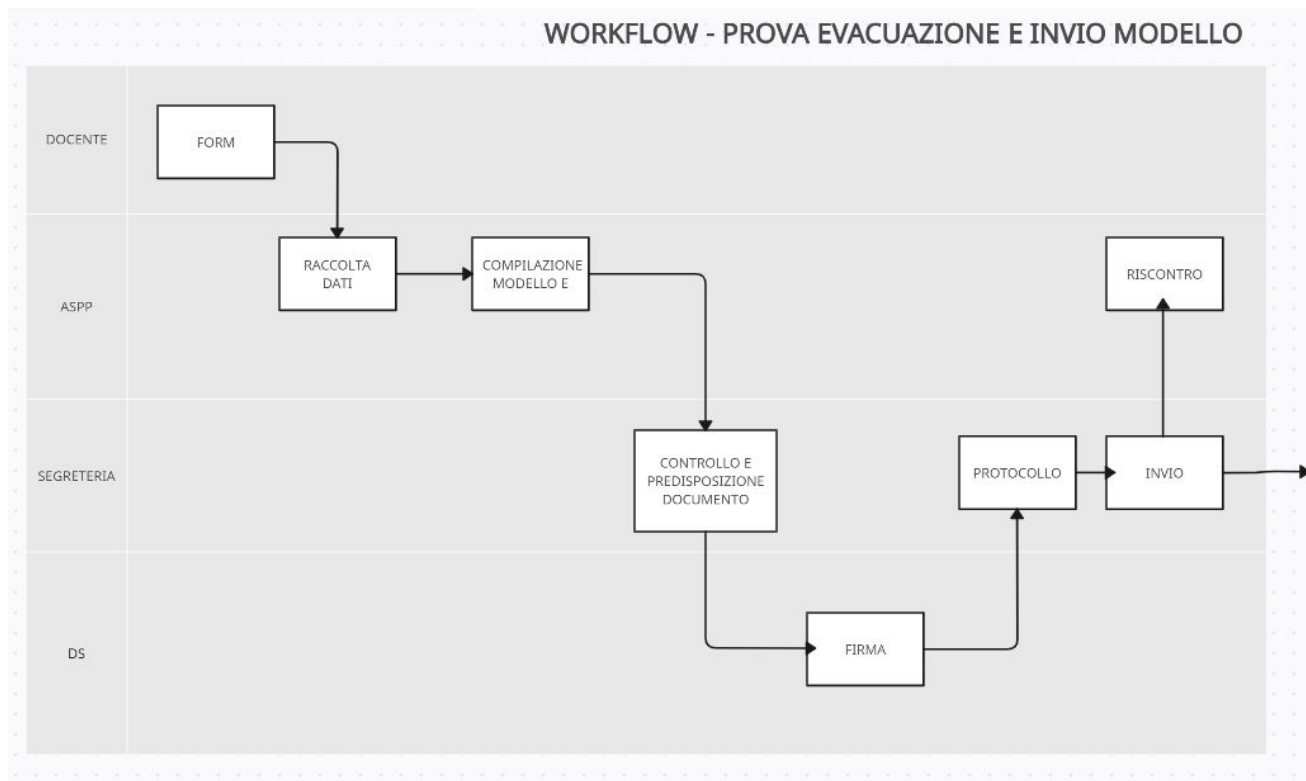 WORKFLOW - PROVA EVACUAZIONE E INVIO MODELLO
DOCENTE
FORM
ASPP
RACCOLTA
DATI
COMPILAZIONE
MODELLO E
RISCONTRO
SEGRETERIA
CONTROLLO E
PREDISPOSIZIONE
DOCUMENTO
PROTOCOLLO
INVIO
DS
FIRMA